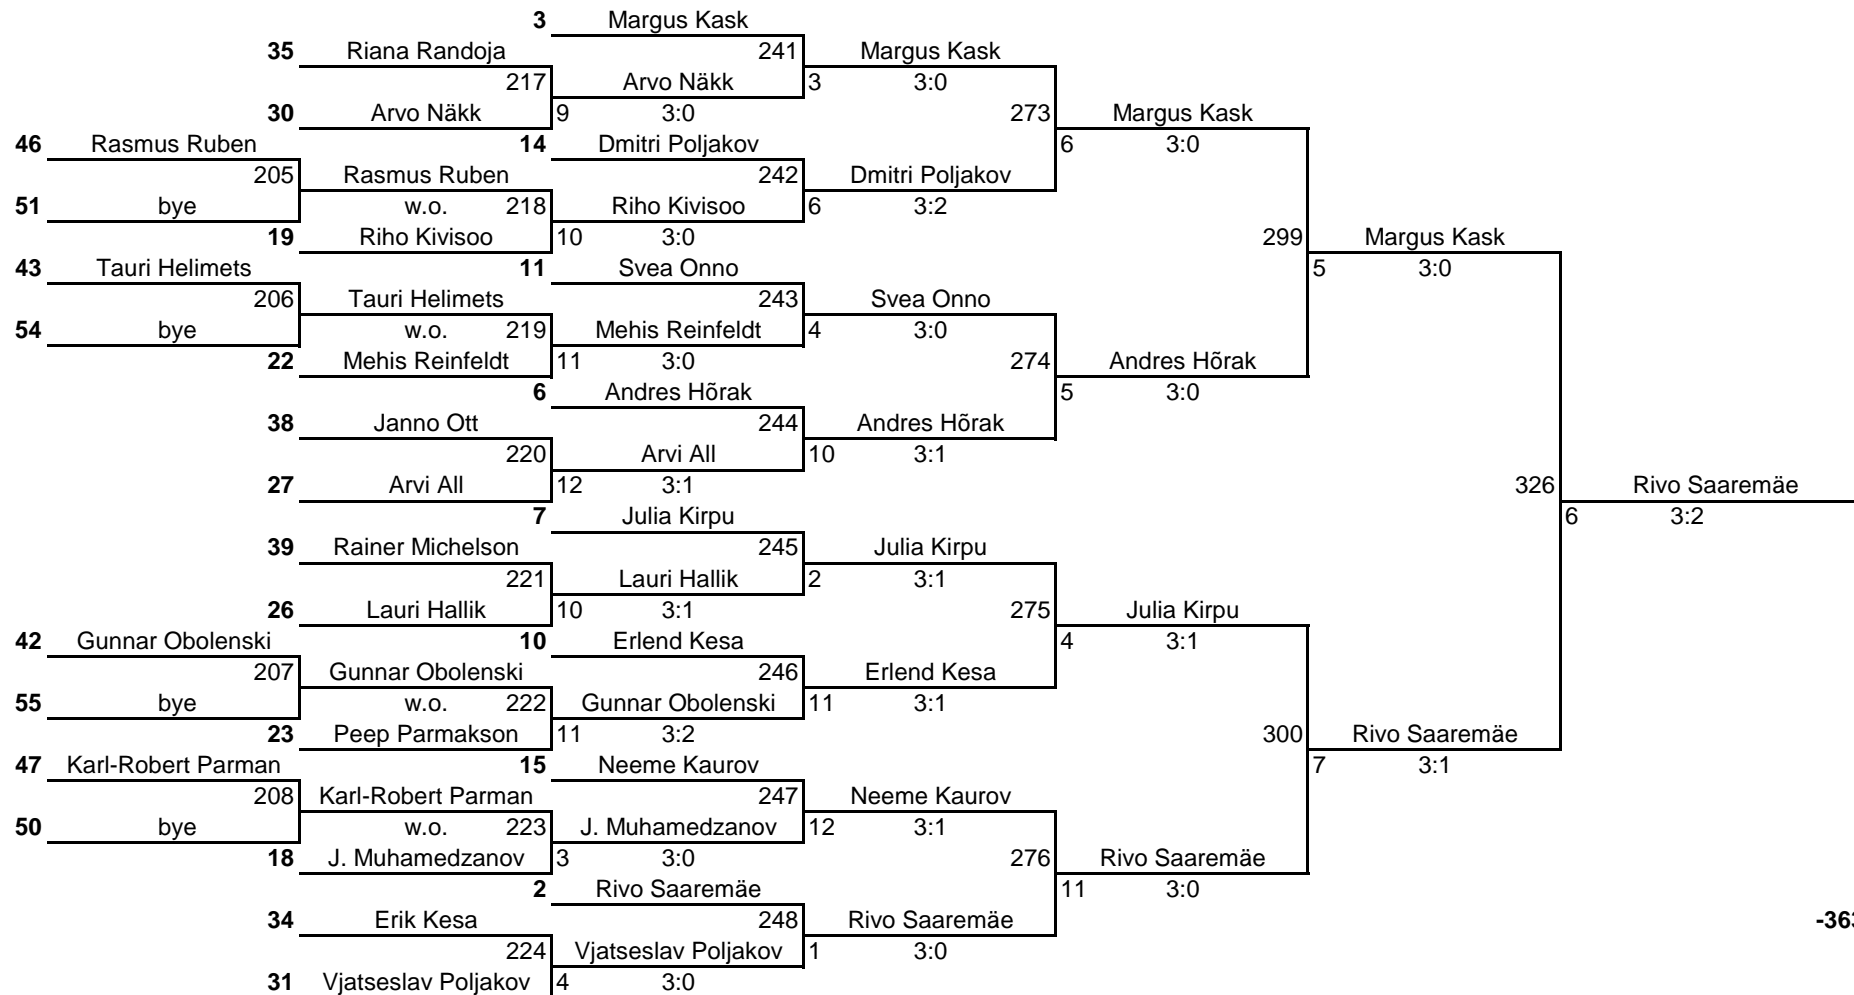 3 Margus Kask
35 Riana Randoja 241 Margus Kask
217 Arvo Näkk 3 3:0
30 Arvo Näkk 9 3:0 273 Margus Kask
46 Rasmus Ruben 14 Dmitri Poljakov 6 3:0
205 Rasmus Ruben 242 Dmitri Poljakov
51 bye w.o. 218 Riho Kivisoo 6 3:2
19 Riho Kivisoo 10 3:0 299 Margus Kask
43 Tauri Helimets 11 Svea Onno 5 3:0
206 Tauri Helimets 243 Svea Onno
54 bye w.o. 219 Mehis Reinfeldt 4 3:0
22 Mehis Reinfeldt 11 3:0 274 Andres Hõrak
6 Andres Hõrak 5 3:0
38 Janno Ott 244 Andres Hõrak
220 Arvi All 10 3:1
27 Arvi All 12 3:1 326 Rivo Saaremäe
7 Julia Kirpu 6 3:2
39 Rainer Michelson 245 Julia Kirpu
221 Lauri Hallik 2 3:1
26 Lauri Hallik 10 3:1 275 Julia Kirpu
42 Gunnar Obolenski 10 Erlend Kesa 4 3:1
207 Gunnar Obolenski 246 Erlend Kesa
55 bye w.o. 222 Gunnar Obolenski 11 3:1
23 Peep Parmakson 11 3:2 300 Rivo Saaremäe
47 Karl-Robert Parman 15 Neeme Kaurov 7 3:1
208 Karl-Robert Parman 247 Neeme Kaurov
50 bye w.o. 223 J. Muhamedzanov 12 3:1
18 J. Muhamedzanov 3 3:0 276 Rivo Saaremäe
2 Rivo Saaremäe 11 3:0
34 Erik Kesa 248 Rivo Saaremäe -363
224 Vjatseslav Poljakov 1 3:0
31 Vjatseslav Poljakov 4 3:0